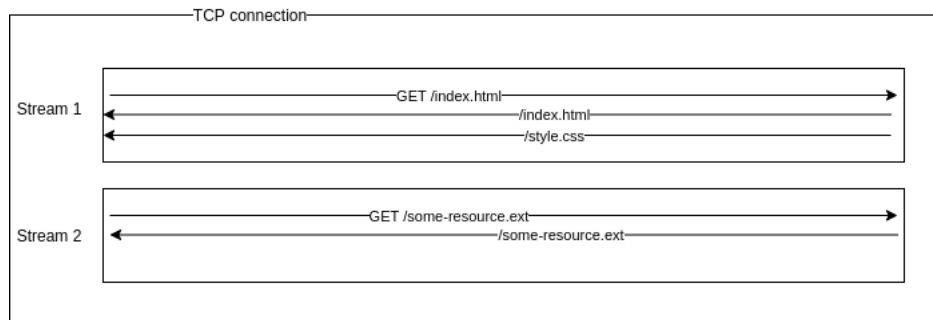 TCP connection
Stream 1
GET /index.html
/index.html
/style.css
Stream 2
GET /some-resource.ext
/some-resource.ext